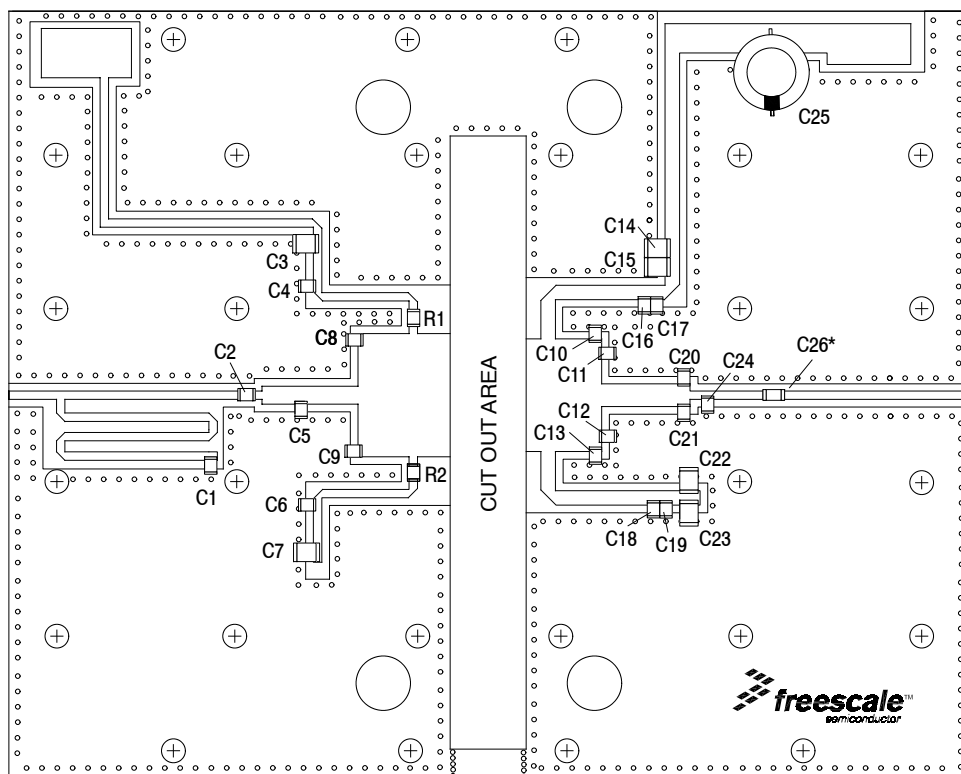 C25
C14
C3
C15
C4
R1
C17
C8
C16
C10
C2
C20
C26*
C11
C24
C5
C12
C21
C9
C13
R2
C22
C1
C6
C18
C19
C23
C7
CUT OUT AREA
freescale™
semiconductor